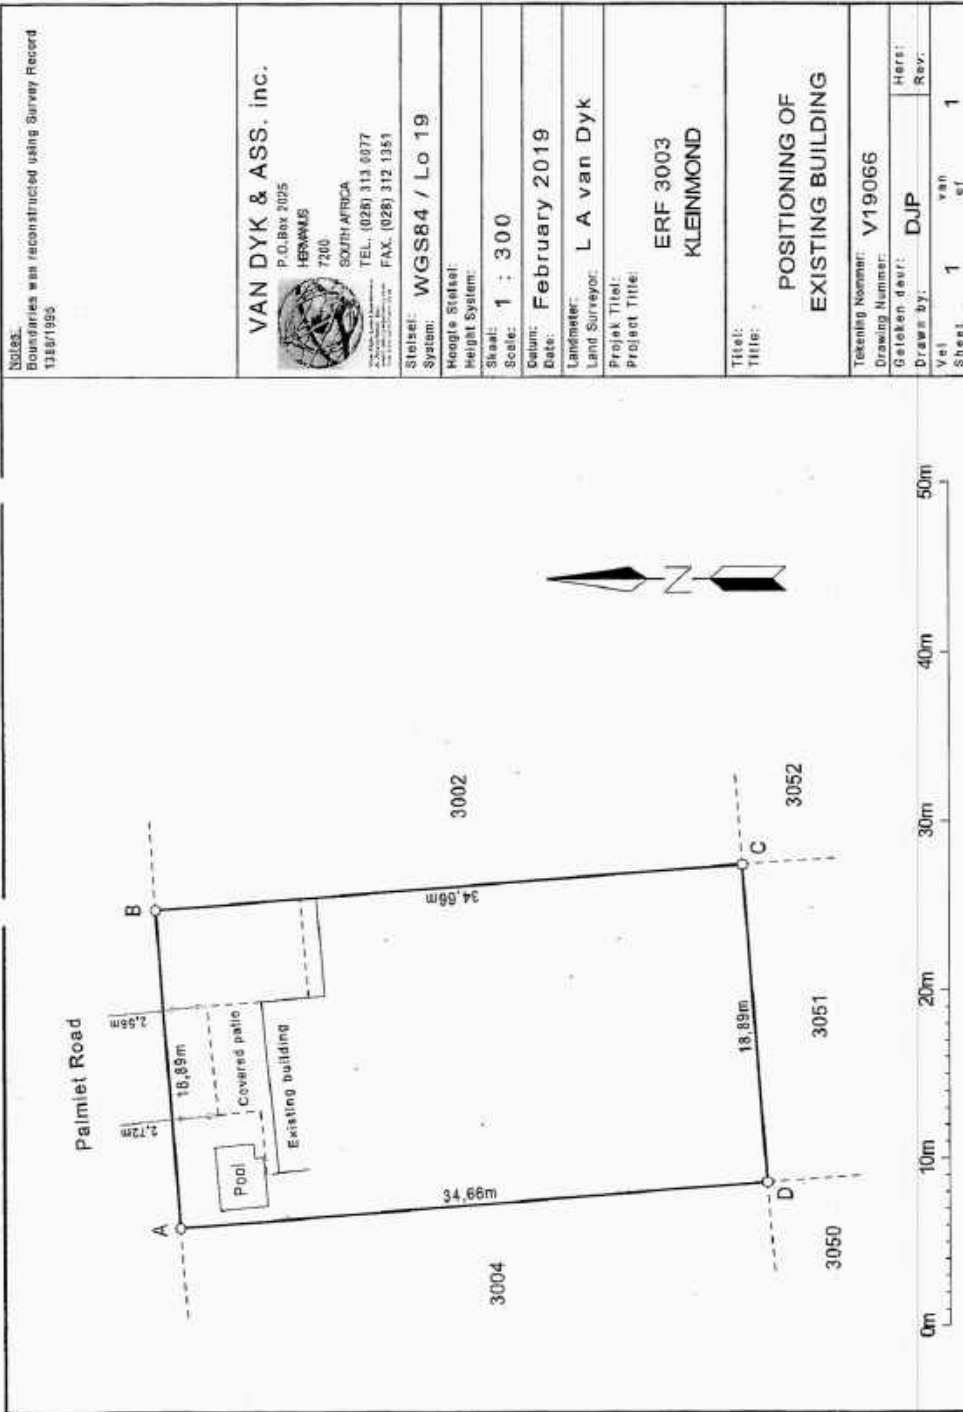 Notes:
Boundaries was reconstructed using Survey Record
VAN DYK & ASS. inc.
P.O.Box 2025
HERMANUS
7200
SOUTH AFRICA
TEL. (028) 313 0077
FAX. (028) 312 1351
Stelsel:
System: WGS84 / Lo 19
Hoogte Stelsel:
Height System:
Skaal:
Scale: 1 : 300
Datum:
Date: February 2019
Landmeter:
Land Surveyor: L A van Dyk
Projek Titel:
Project Title:
ERF 3003
KLEINMOND
Titel:
Title:
POSITIONING OF
EXISTING BUILDING
Tekening Nommer:
Drawing Nummer: V19066
Geteken deur:
Drawn by: DJP
Hers:
Rev:
Vel 1 van 1
Sheet of
Palmiet Road
A
B
2,72m
2,56m
18,89m
Pool
Covered patio
Existing building
34,66m
34,66m
3004
3002
N
18,89m
D
C
3050
3051
3052
0m 10m 20m 30m 40m 50m